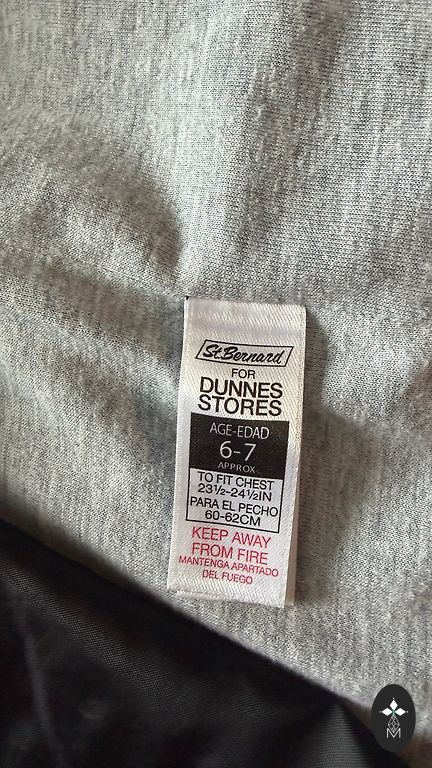 St.Bernard
FOR
DUNNES
STORES
AGE-EDAD
6-7
APPROX
TO FIT CHEST
23½-24½IN
PARA EL PECHO
60-62CM
KEEP AWAY
FROM FIRE
MANTENGA APARTADO
DEL FUEGO
M